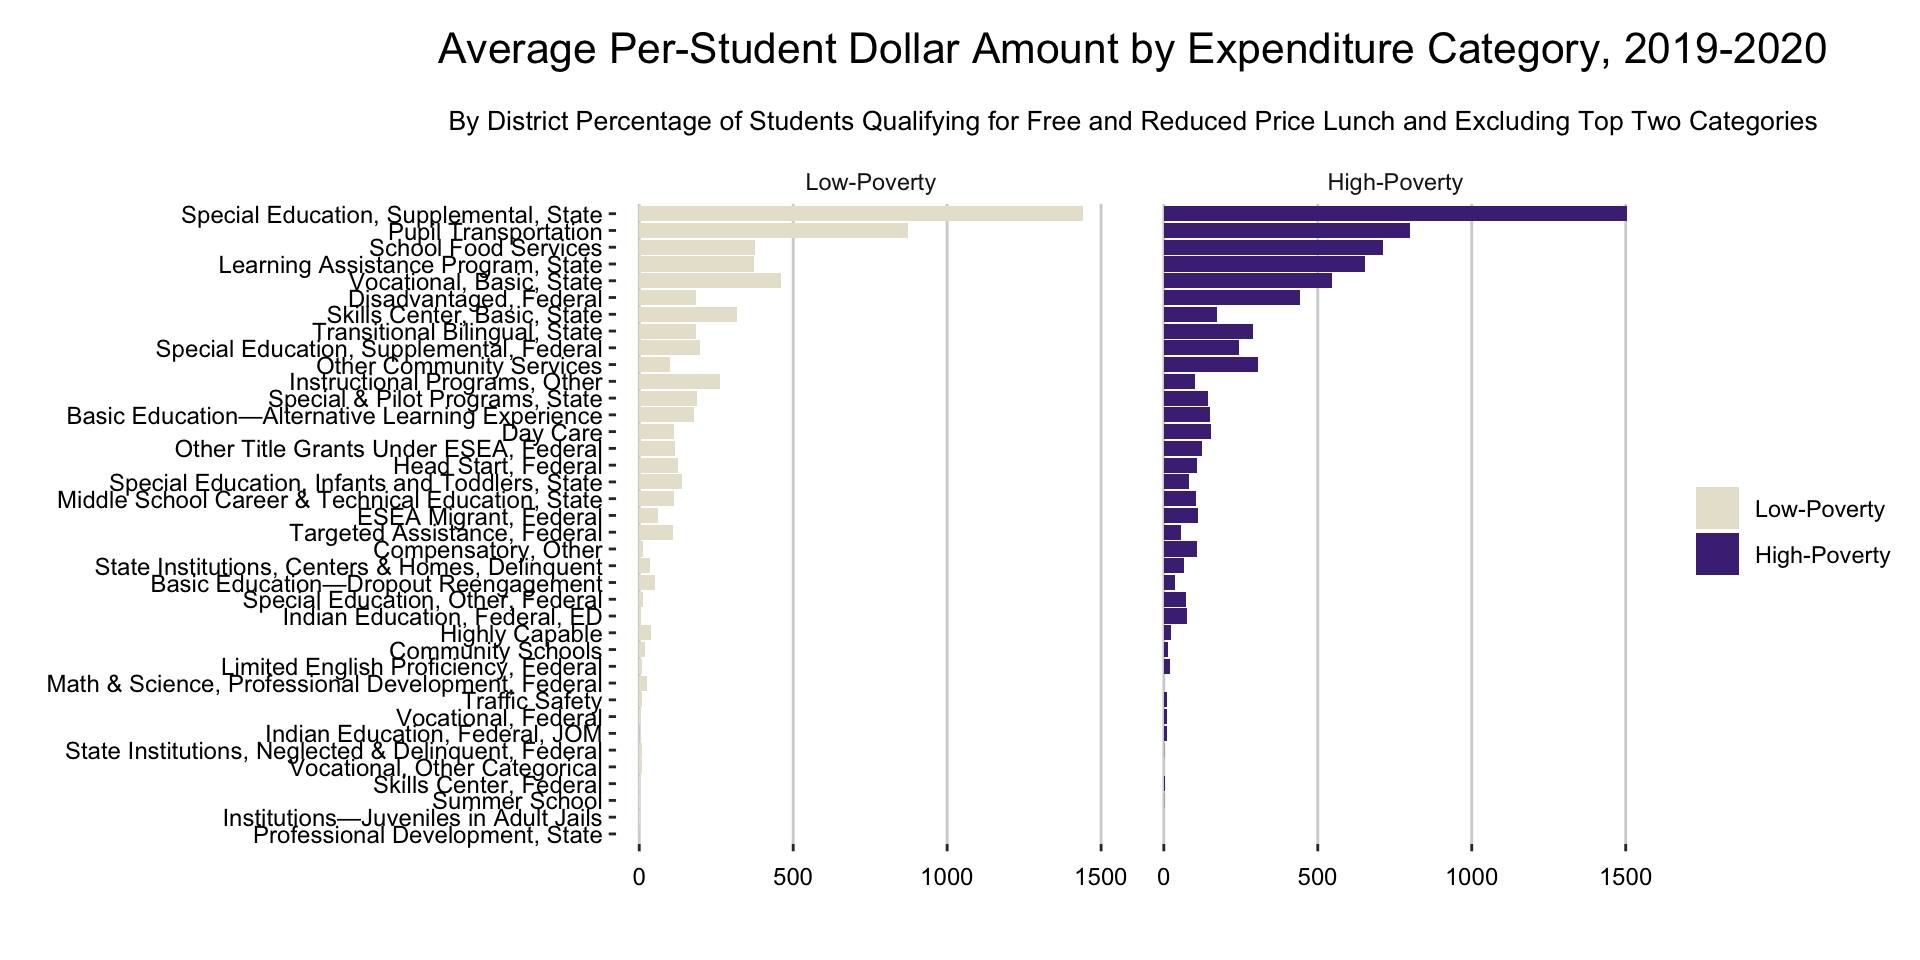 Average Per-Student Dollar Amount by Expenditure Category, 2019-2020
By District Percentage of Students Qualifying for Free and Reduced Price Lunch and Excluding Top Two Categories
Low-Poverty
High-Poverty
Special Education, Supplemental, State
Pupil Transportation
School Food Services
Learning Assistance Program, State
Vocational, Basic, State
Disadvantaged, Federal
Skills Center, Basic, State
Transitional Bilingual, State
Special Education, Supplemental, Federal
Other Community Services
Instructional Programs, Other
Special & Pilot Programs, State
Basic Education—Alternative Learning Experience
Day Care
Other Title Grants Under ESEA, Federal
Head Start, Federal
Special Education, Infants and Toddlers, State
Middle School Career & Technical Education, State
ESEA Migrant, Federal
Targeted Assistance, Federal
Compensatory, Other
State Institutions, Centers & Homes, Delinquent
Basic Education—Dropout Reengagement
Special Education, Other, Federal
Indian Education, Federal, ED
Highly Capable
Community Schools
Limited English Proficiency, Federal
Math & Science, Professional Development, Federal
Traffic Safety
Vocational, Federal
Indian Education, Federal, JOM
State Institutions, Neglected & Delinquent, Federal
Vocational, Other Categorical
Skills Center, Federal
Summer School
Institutions—Juveniles in Adult Jails
Professional Development, State
0 500 1000 1500 0 500 1000 1500
Low-Poverty
High-Poverty